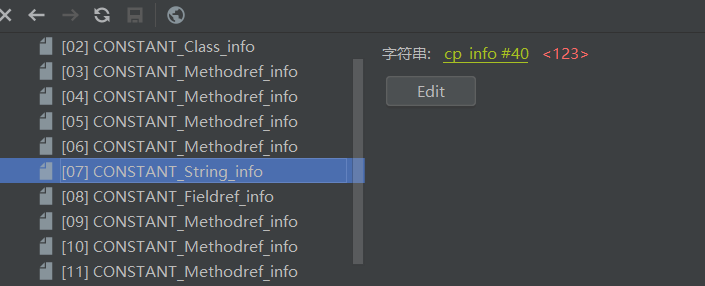 [02] CONSTANT_Class_info
[03] CONSTANT_Methodref_info
[04] CONSTANT_Methodref_info
[05] CONSTANT_Methodref_info
[06] CONSTANT_Methodref_info
[07] CONSTANT_String_info
[08] CONSTANT_Fieldref_info
[09] CONSTANT_Methodref_info
[10] CONSTANT_Methodref_info
[11] CONSTANT_Methodref_info
字符串: cp_info #40 <123>
Edit